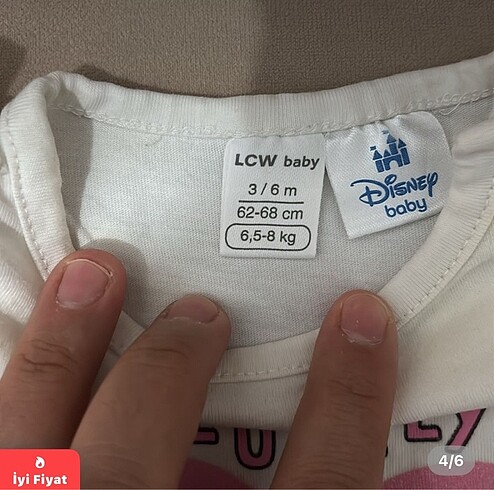 LCW baby
3 / 6 m
62-68 cm
6,5-8 kg
Disney
baby
4/6
İyi Fiyat